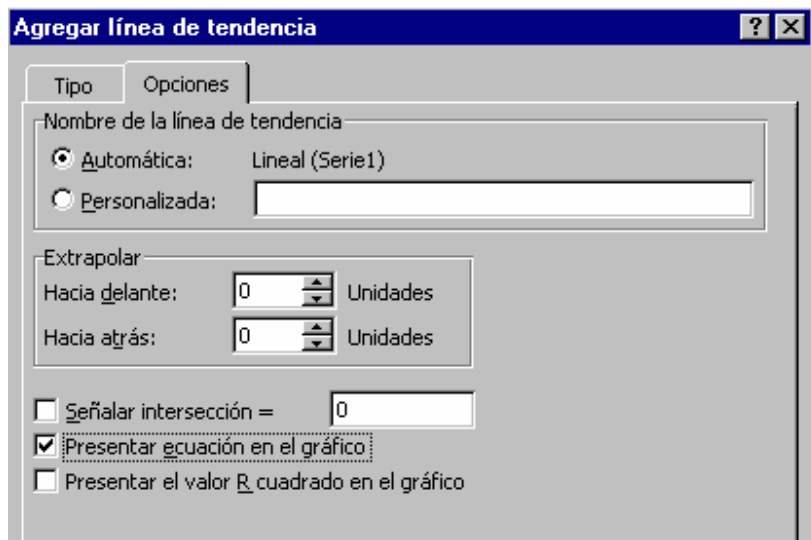 Agregar línea de tendencia
Tipo
Opciones
Nombre de la línea de tendencia
Automática: Lineal (Serie1)
Personalizada:
Extrapolar
Hacia delante: 0 Unidades
Hacia atrás: 0 Unidades
Señalar intersección = 0
Presentar ecuación en el gráfico
Presentar el valor R cuadrado en el gráfico